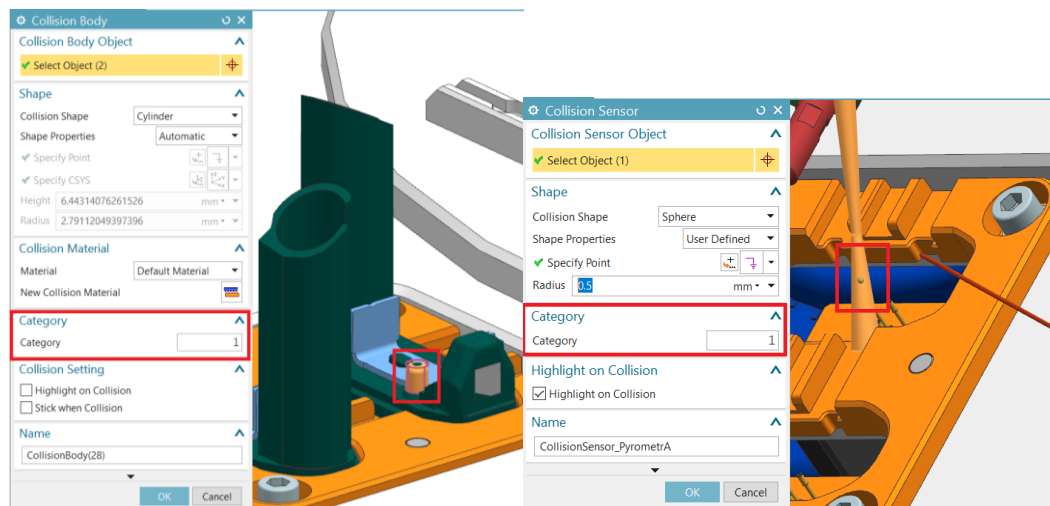 Collision Body
Collision Body Object
Select Object (2)
Shape
Collision Shape Cylinder
Shape Properties Automatic
Specify Point
Specify CSYS
Height 6.44314076261526 mm
Radius 2.79112049397396 mm
Collision Material
Material Default Material
New Collision Material
Category
Category 1
Collision Setting
Highlight on Collision
Stick when Collision
Name
CollisionBody(28)
OK Cancel
Collision Sensor
Collision Sensor Object
Select Object (1)
Shape
Collision Shape Sphere
Shape Properties User Defined
Specify Point
Radius 0.5 mm
Category
Category 1
Highlight on Collision
Highlight on Collision
Name
CollisionSensor_PyrometrA
OK Cancel